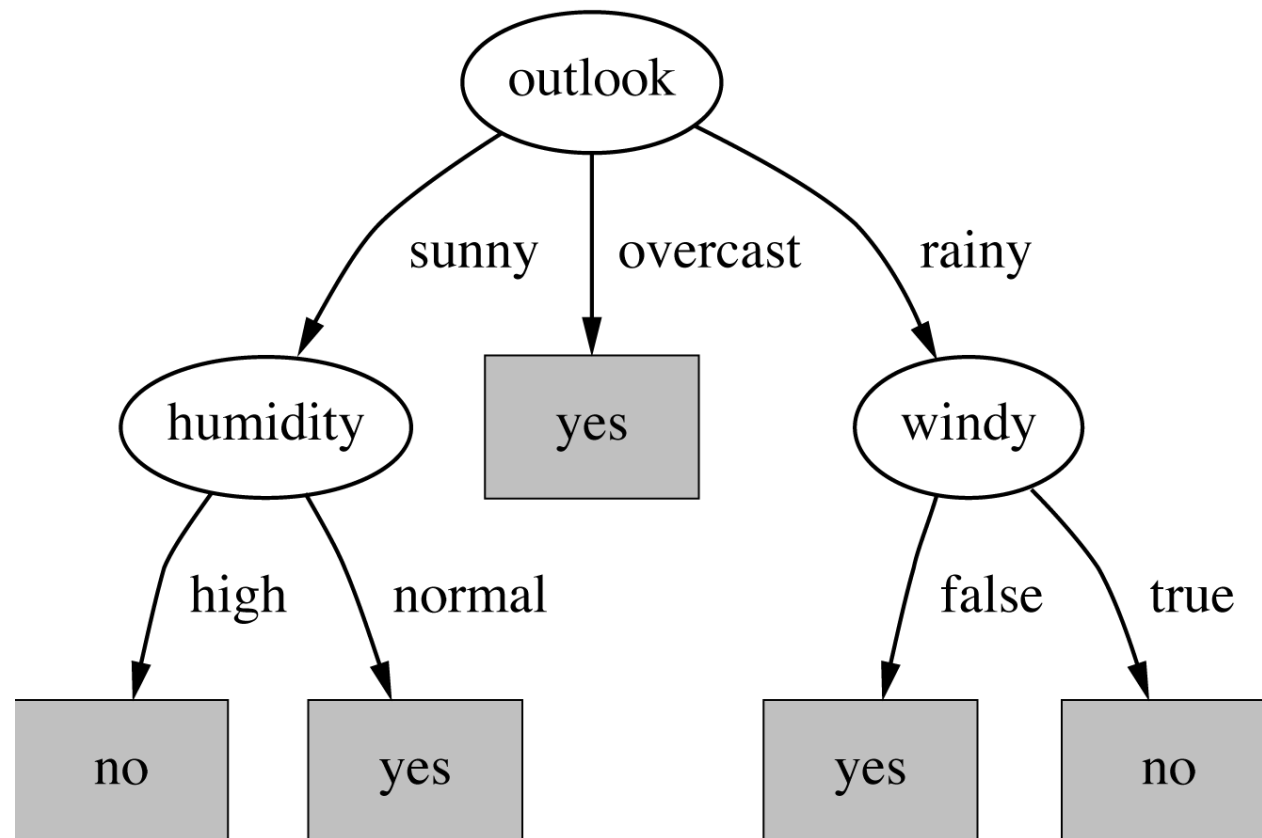 outlook
sunny overcast rainy
humidity yes windy
high normal false true
no yes yes no